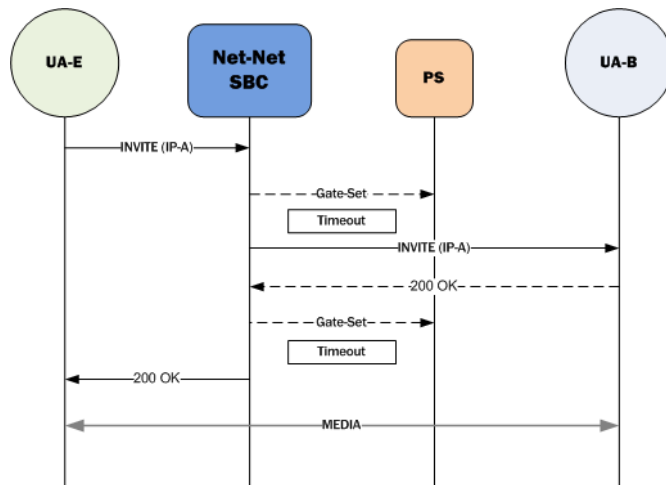 UA-E
Net-Net
SBC
PS
UA-B
INVITE (IP-A)
Gate-Set
Timeout
INVITE (IP-A)
200 OK
Gate-Set
Timeout
200 OK
MEDIA